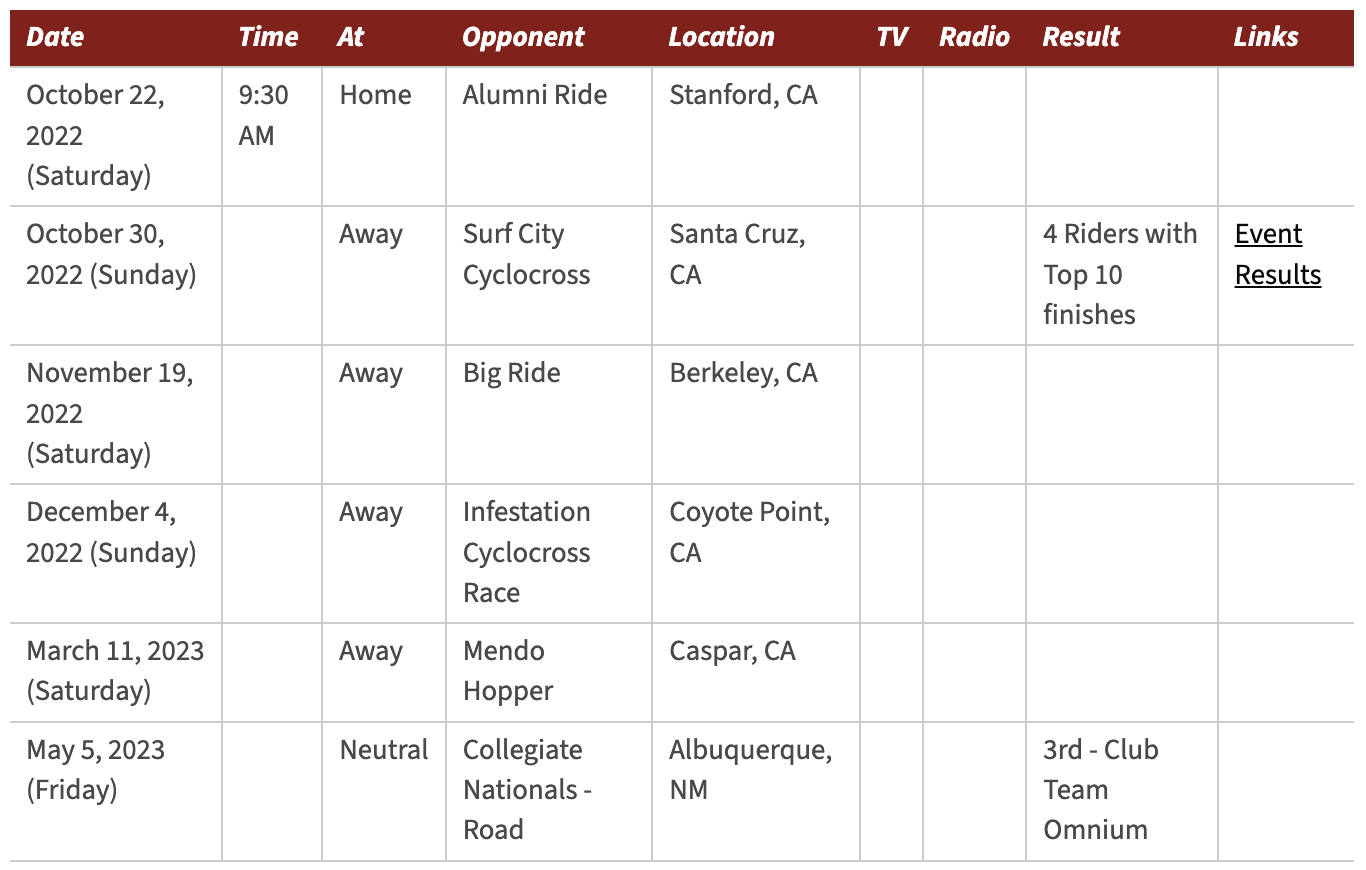 Date Time At Opponent Location TV Radio Result Links
October 22, 2022 (Saturday) 9:30 AM Home Alumni Ride Stanford, CA
October 30, 2022 (Sunday) Away Surf City Cyclocross Santa Cruz, CA 4 Riders with Top 10 finishes Event Results
November 19, 2022 (Saturday) Away Big Ride Berkeley, CA
December 4, 2022 (Sunday) Away Infestation Cyclocross Race Coyote Point, CA
March 11, 2023 (Saturday) Away Mendo Hopper Caspar, CA
May 5, 2023 (Friday) Neutral Collegiate Nationals - Road Albuquerque, NM 3rd - Club Team Omnium